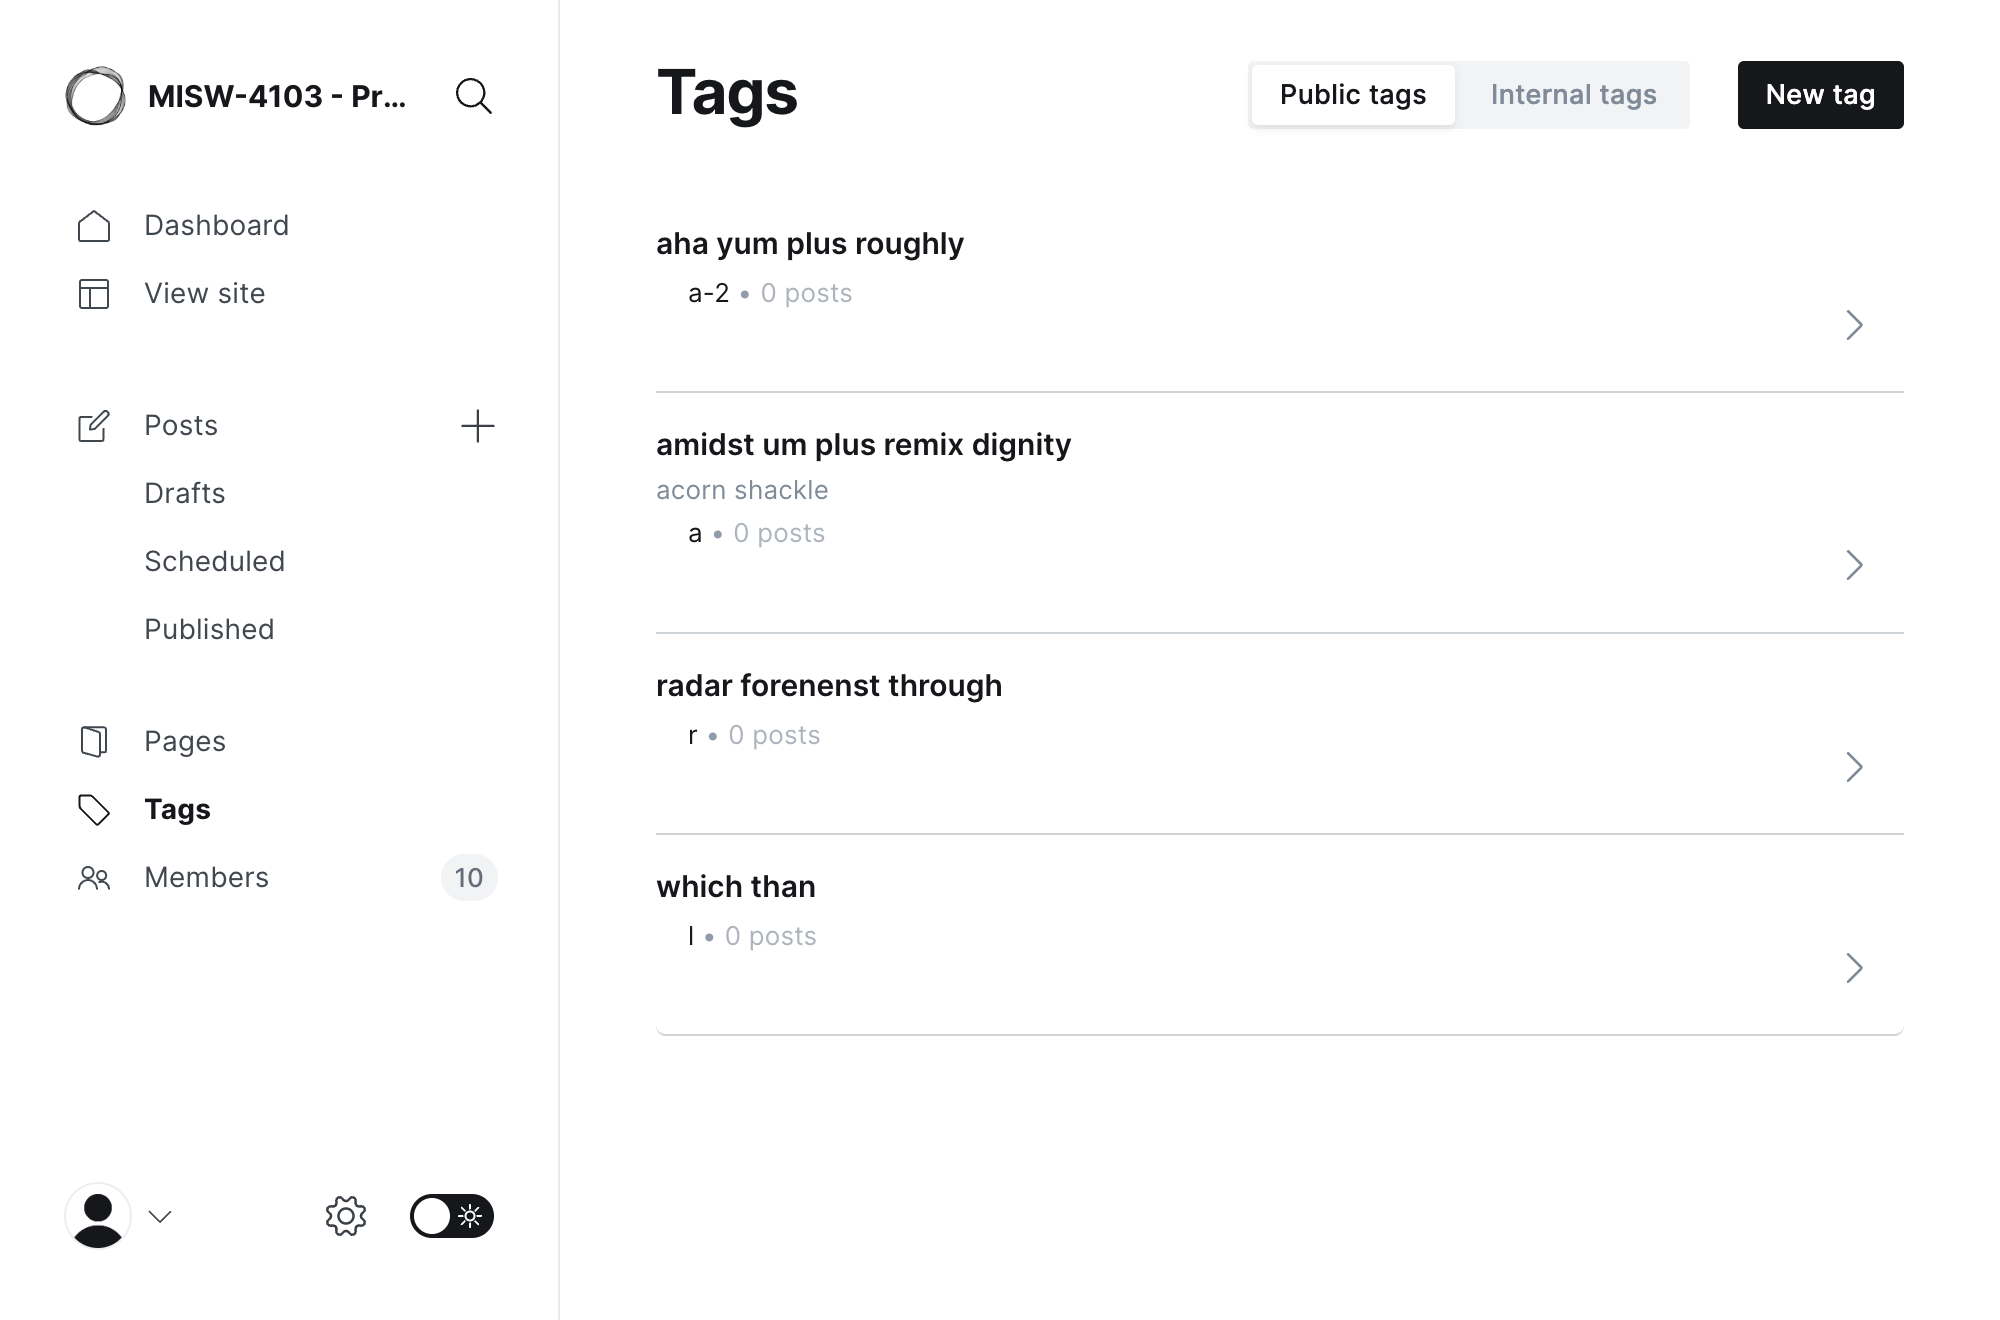 MISW-4103 - Pr...
Dashboard
View site
Posts
Drafts
Scheduled
Published
Pages
Tags
Members 10
Tags
Public tags Internal tags New tag
aha yum plus roughly
a-2 • 0 posts
amidst um plus remix dignity
acorn shackle
a • 0 posts
radar forenenst through
r • 0 posts
which than
l • 0 posts